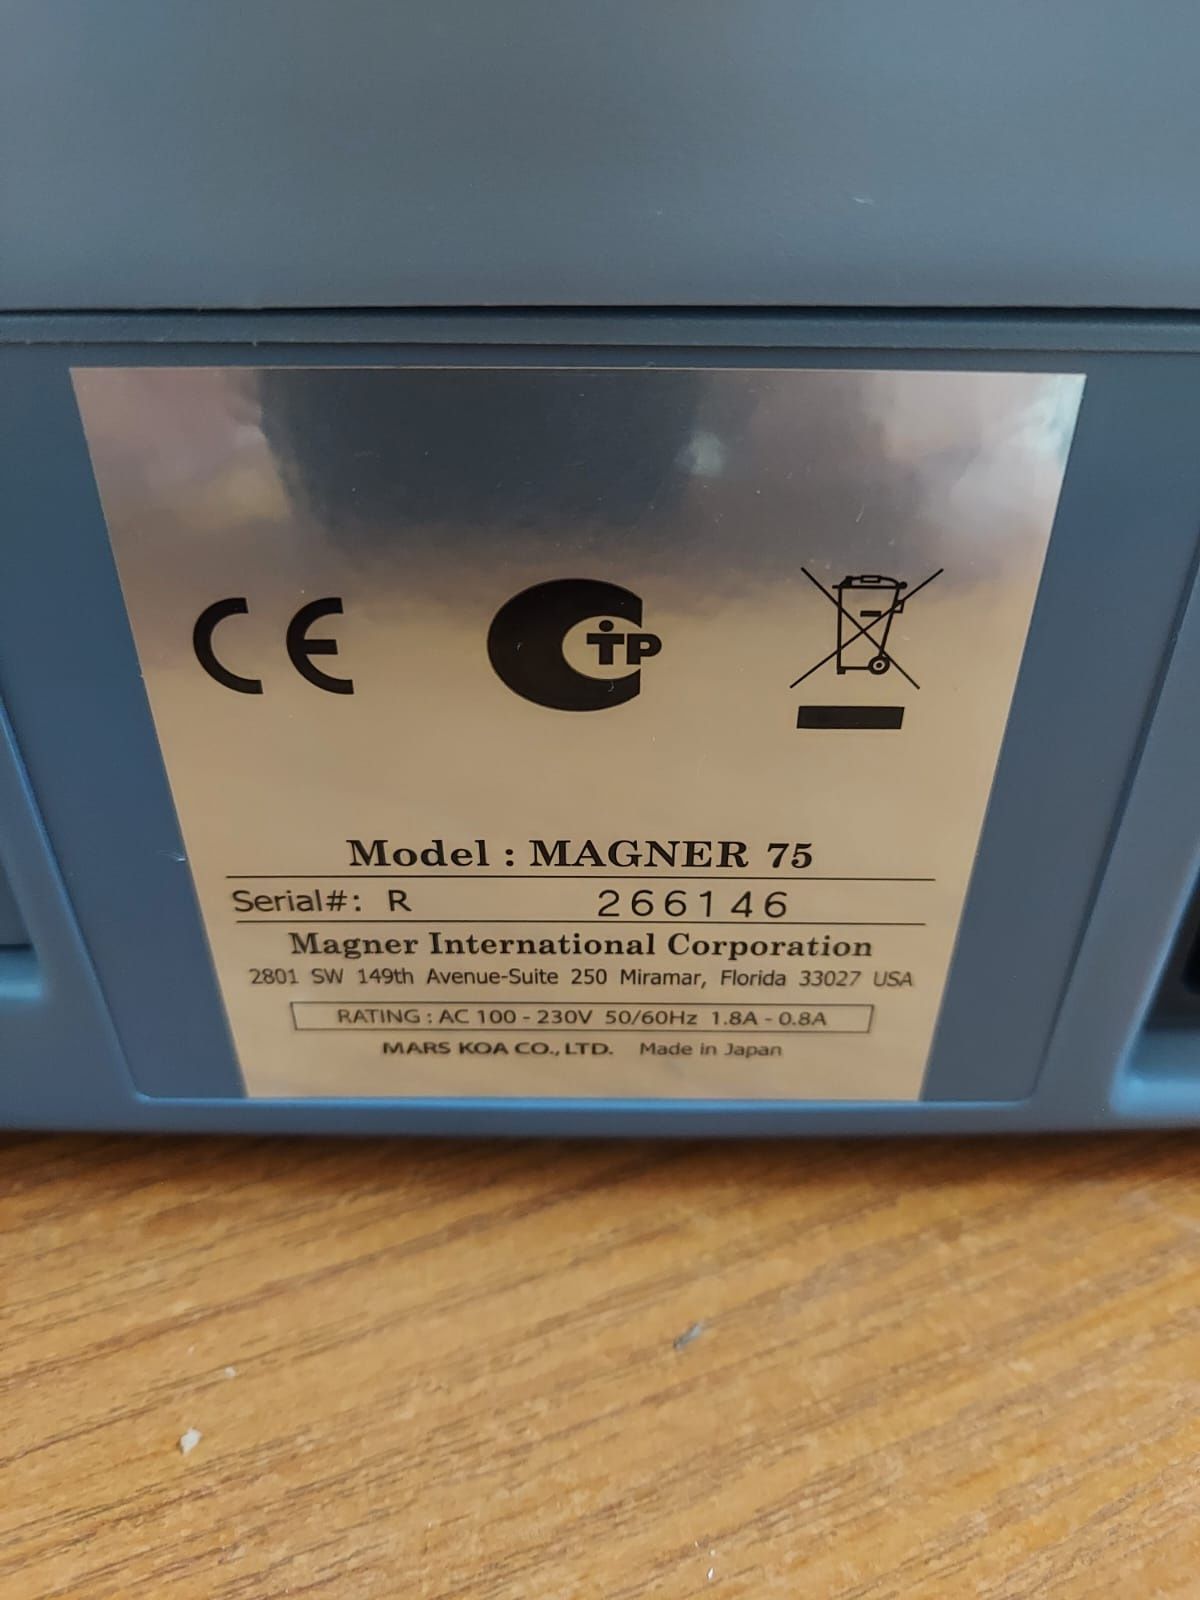 CE
CTP
Model : MAGNER 75
Serial#: R 266146
Magner International Corporation
2801 SW 149th Avenue-Suite 250 Miramar, Florida 33027 USA
RATING : AC 100 - 230V 50/60Hz 1.8A - 0.8A
MARS KOA CO., LTD. Made in Japan